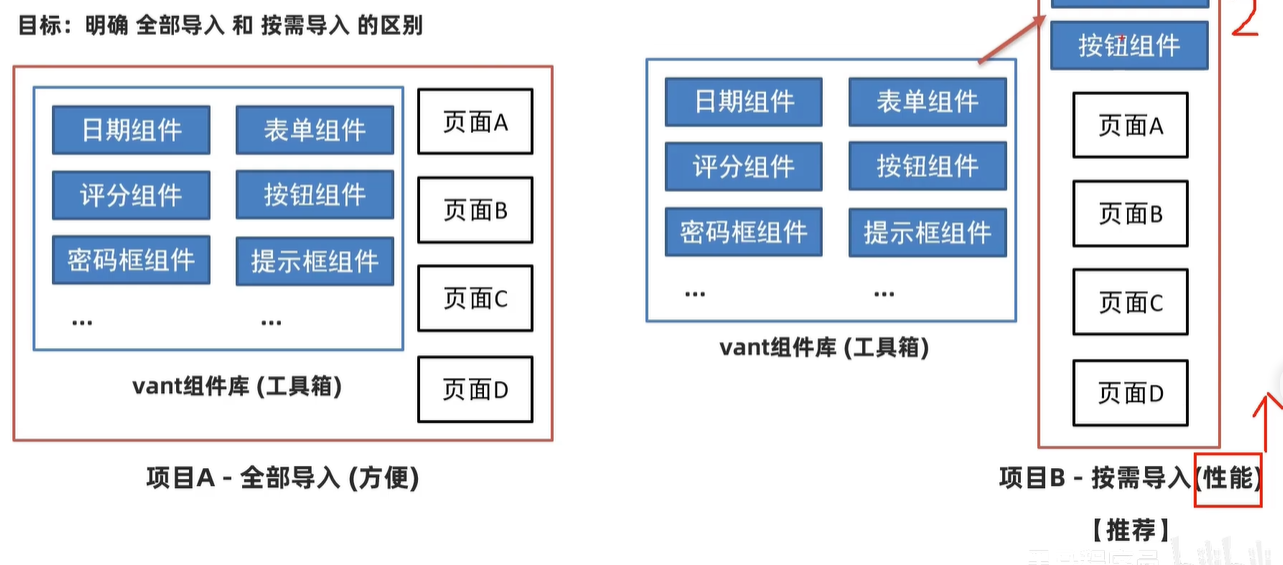 目标：明确 全部导入 和 按需导入 的区别
日期组件
表单组件
评分组件
按钮组件
密码框组件
提示框组件
...
...
vant组件库 (工具箱)
页面A
页面B
页面C
页面D
项目A - 全部导入 (方便)
日期组件
表单组件
评分组件
按钮组件
密码框组件
提示框组件
...
...
vant组件库 (工具箱)
2
按钮组件
页面A
页面B
页面C
页面D
项目B - 按需导入(性能)
【推荐】